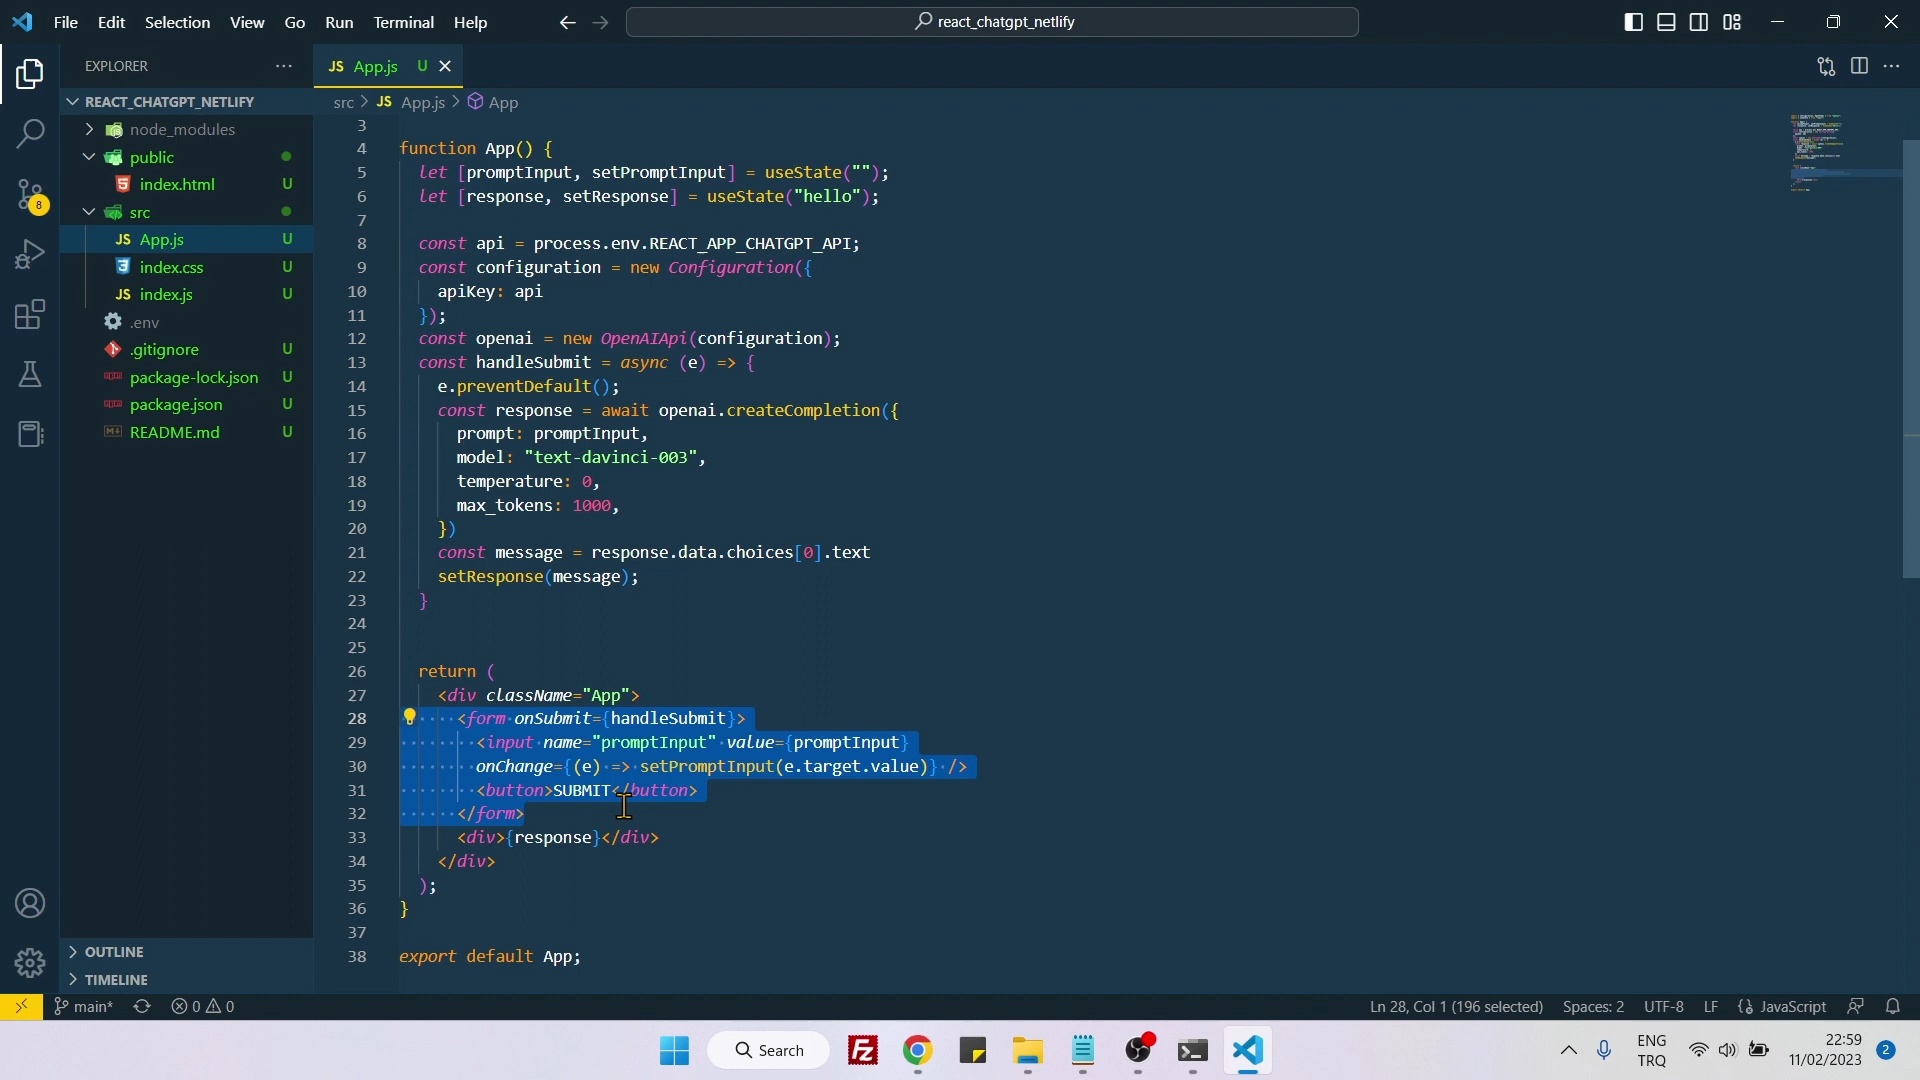 File Edit Selection View Go Run Terminal Help
react_chatgpt_netlify
EXPLORER
JS App.js U
REACT_CHATGPT_NETLIFY
src > JS App.js > App
node_modules
public
index.html U
src
JS App.js U
index.css U
JS index.js U
.env
.gitignore U
package-lock.json U
package.json U
README.md U
8
3
4 function App() {
5 let [promptInput, setPromptInput] = useState("");
6 let [response, setResponse] = useState("hello");
7
8 const api = process.env.REACT_APP_CHATGPT_API;
9 const configuration = new Configuration({
10 apiKey: api
11 });
12 const openai = new OpenAIApi(configuration);
13 const handleSubmit = async (e) => {
14 e.preventDefault();
15 const response = await openai.createCompletion({
16 prompt: promptInput,
17 model: "text-davinci-003",
18 temperature: 0,
19 max_tokens: 1000,
20 })
21 const message = response.data.choices[0].text
22 setResponse(message);
23 }
24
25
26 return (
27 <div className="App">
28 <form onSubmit={handleSubmit}>
29 <input name="promptInput" value={promptInput}
30 onChange={(e) => setPromptInput(e.target.value)} />
31 <button>SUBMIT</button>
32 </form>
33 <div>{response}</div>
34 </div>
35 );
36 }
37
38 export default App;
OUTLINE
TIMELINE
main* 0 0 Ln 28, Col 1 (196 selected) Spaces: 2 UTF-8 LF {} JavaScript
Search
Fz
ENG
TRQ
22:59
11/02/2023
2